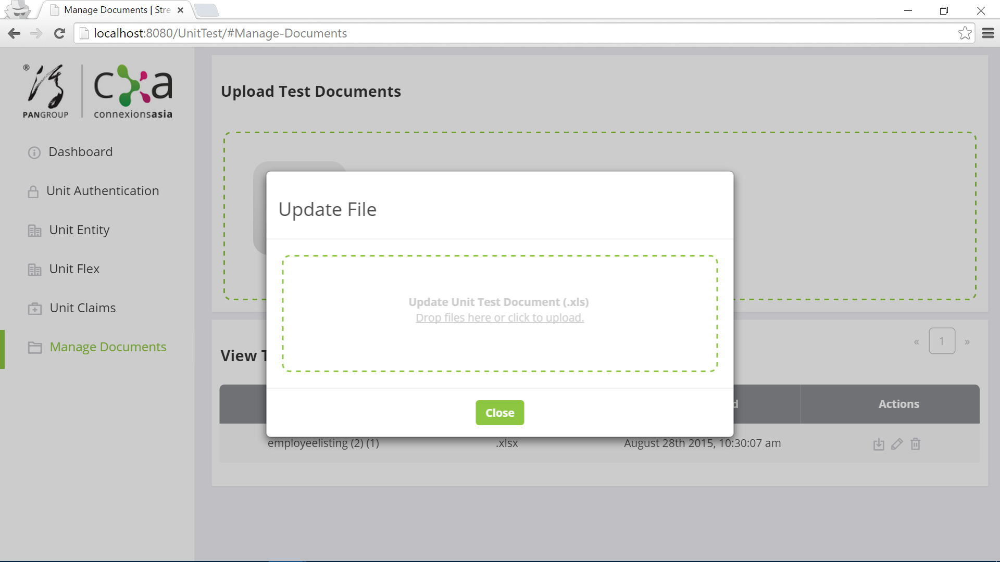 Manage Documents | Stre
localhost:8080/UnitTest/#Manage-Documents
®
PANGROUP
cxa
connexionsasia
Dashboard
Unit Authentication
Unit Entity
Unit Flex
Unit Claims
Manage Documents
Upload Test Documents
Update File
Update Unit Test Document (.xls)
Drop files here or click to upload.
Close
View T
« 1 »
d
Actions
employeelisting (2) (1)
.xlsx
August 28th 2015, 10:30:07 am